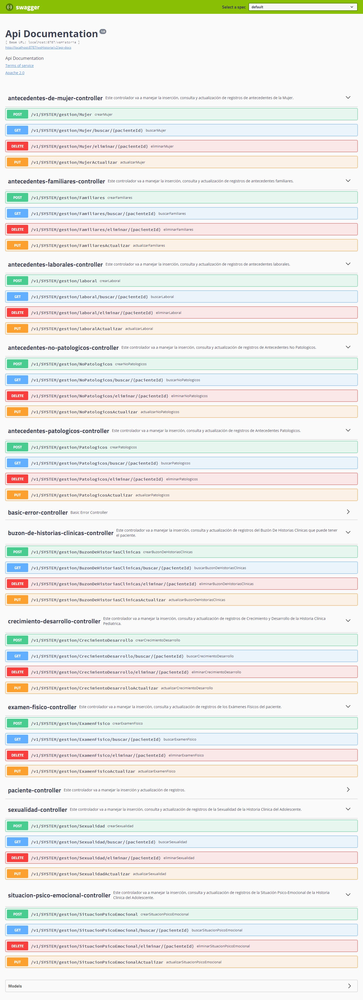 swagger
Select a spec default
Api Documentation 1.0
[ Base URL: localhost:8787/wsHistoria ]
http://localhost:8787/wsHistoria/v2/api-docs
Api Documentation
Terms of service
Apache 2.0
antecedentes-de-mujer-controller Este controlador va a manejar la inserción, consulta y actualización de registros de antecedentes de la Mujer.
POST /v1/SYSTEM/gestion/Mujer crearMujer
GET /v1/SYSTEM/gestion/Mujer/buscar/{pacienteId} buscarMujer
DELETE /v1/SYSTEM/gestion/Mujer/eliminar/{pacienteId} eliminarMujer
PUT /v1/SYSTEM/gestion/MujerActualizar actualizarMujer
antecedentes-familiares-controller Este controlador va a manejar la inserción, consulta y actualización de registros de antecedentes familiares.
POST /v1/SYSTEM/gestion/Familiares crearFamiliares
GET /v1/SYSTEM/gestion/Familiares/buscar/{pacienteId} buscarFamiliares
DELETE /v1/SYSTEM/gestion/Familiares/eliminar/{pacienteId} eliminarFamiliares
PUT /v1/SYSTEM/gestion/FamiliaresActualizar actualizarFamiliares
antecedentes-laborales-controller Este controlador va a manejar la inserción, consulta y actualización de registros de antecedentes laborales.
POST /v1/SYSTEM/gestion/laboral crearLaboral
GET /v1/SYSTEM/gestion/laboral/buscar/{pacienteId} buscarLaboral
DELETE /v1/SYSTEM/gestion/laboral/eliminar/{pacienteId} eliminarLaboral
PUT /v1/SYSTEM/gestion/laboralActualizar actualizarLaboral
antecedentes-no-patologicos-controller Este controlador va a manejar la inserción, consulta y actualización de registros de Antecedentes No Patologicos.
POST /v1/SYSTEM/gestion/NoPatologicos crearNoPatologicos
GET /v1/SYSTEM/gestion/NoPatologicos/buscar/{pacienteId} buscarNoPatologicos
DELETE /v1/SYSTEM/gestion/NoPatologicos/eliminar/{pacienteId} eliminarNoPatologicos
PUT /v1/SYSTEM/gestion/NoPatologicosActualizar actualizarNoPatologicos
antecedentes-patologicos-controller Este controlador va a manejar la inserción, consulta y actualización de registros de Antecedentes Patologicos.
POST /v1/SYSTEM/gestion/Patologicos crearPatologicos
GET /v1/SYSTEM/gestion/Patologicos/buscar/{pacienteId} buscarPatologicos
DELETE /v1/SYSTEM/gestion/Patologicos/eliminar/{pacienteId} eliminarPatologicos
PUT /v1/SYSTEM/gestion/PatologicosActualizar actualizarPatologicos
basic-error-controller Basic Error Controller
buzon-de-historias-clinicas-controller Este controlador va a manejar la inserción, consulta y actualización de registros del Buzón De Historias Clinicas que puede tener
el paciente.
POST /v1/SYSTEM/gestion/BuzonDeHistoriasClinicas crearBuzonDeHistoriasClinicas
GET /v1/SYSTEM/gestion/BuzonDeHistoriasClinicas/buscar/{pacienteId} buscarBuzonDeHistoriasClinicas
DELETE /v1/SYSTEM/gestion/BuzonDeHistoriasClinicas/eliminar/{pacienteId} eliminarBuzonDeHistoriasClinicas
PUT /v1/SYSTEM/gestion/BuzonDeHistoriasClinicasActualizar actualizarBuzonDeHistoriasClinicas
crecimiento-desarrollo-controller Este controlador va a manejar la inserción, consulta y actualización de registros de Crecimiento y Desarrollo de la Historia Clínica
Pediatrica.
POST /v1/SYSTEM/gestion/CrecimientoDesarrollo crearCrecimientoDesarrollo
GET /v1/SYSTEM/gestion/CrecimientoDesarrollo/buscar/{pacienteId} buscarCrecimientoDesarrollo
DELETE /v1/SYSTEM/gestion/CrecimientoDesarrollo/eliminar/{pacienteId} eliminarCrecimientoDesarrollo
PUT /v1/SYSTEM/gestion/CrecimientoDesarrolloActualizar actualizarCrecimientoDesarrollo
examen-fisico-controller Este controlador va a manejar la inserción, consulta y actualización de registros de los Exámenes Físicos del paciente.
POST /v1/SYSTEM/gestion/ExamenFisico crearExamenFisico
GET /v1/SYSTEM/gestion/ExamenFisico/buscar/{pacienteId} buscarExamenFisico
DELETE /v1/SYSTEM/gestion/ExamenFisico/eliminar/{pacienteId} eliminarExamenFisico
PUT /v1/SYSTEM/gestion/ExamenFisicoActualizar actualizarExamenFisico
paciente-controller Este controlador va a manejar la inserción y actualización de registros.
sexualidad-controller Este controlador va a manejar la inserción, consulta y actualización de registros de la Sexualidad de la Historia Clinica del Adolescente.
POST /v1/SYSTEM/gestion/Sexualidad crearSexualidad
GET /v1/SYSTEM/gestion/Sexualidad/buscar/{pacienteId} buscarSexualidad
DELETE /v1/SYSTEM/gestion/Sexualidad/eliminar/{pacienteId} eliminarSexualidad
PUT /v1/SYSTEM/gestion/SexualidadActualizar actualizarSexualidad
situacion-psico-emocional-controller Este controlador va a manejar la inserción, consulta y actualización de registros de la Situación Psico-Emocional de la Historia
Clinica del Adolescente.
POST /v1/SYSTEM/gestion/SituacionPsicoEmocional crearSituacionPsicoEmocional
GET /v1/SYSTEM/gestion/SituacionPsicoEmocional/buscar/{pacienteId} buscarSituacionPsicoEmocional
DELETE /v1/SYSTEM/gestion/SituacionPsicoEmocional/eliminar/{pacienteId} eliminarSituacionPsicoEmocional
PUT /v1/SYSTEM/gestion/SituacionPsicoEmocionalActualizar actualizarSituacionPsicoEmocional
Models